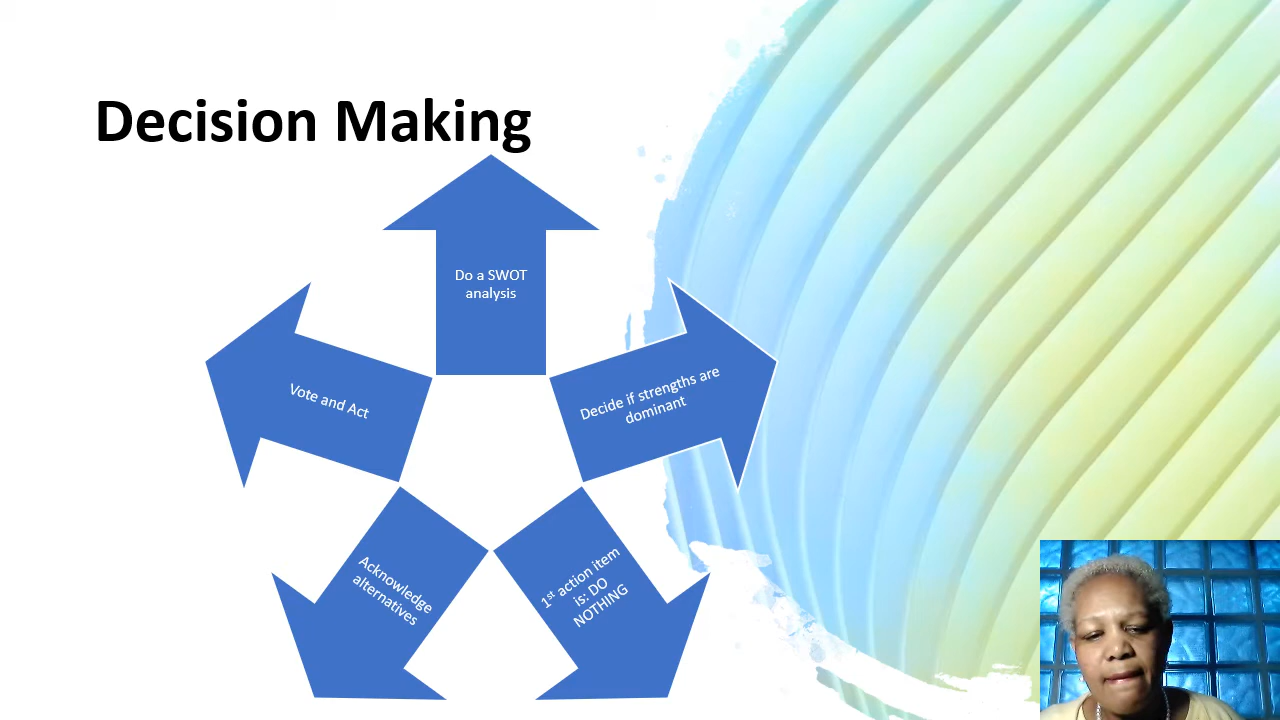 Decision Making
Do a SWOT
analysis
Decide if strengths are
dominant
1st action item
is: DO
NOTHING
Acknowledge
alternatives
Vote and Act